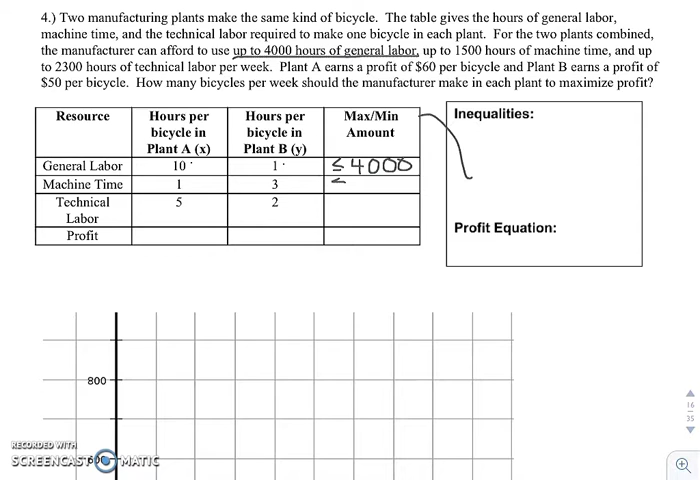 4.) Two manufacturing plants make the same kind of bicycle. The table gives the hours of general labor,
machine time, and the technical labor required to make one bicycle in each plant. For the two plants combined,
the manufacturer can afford to use up to 4000 hours of general labor, up to 1500 hours of machine time, and up
to 2300 hours of technical labor per week. Plant A earns a profit of $60 per bicycle and Plant B earns a profit of
$50 per bicycle. How many bicycles per week should the manufacturer make in each plant to maximize profit?
Resource Hours per bicycle in Plant A (x) Hours per bicycle in Plant B (y) Max/Min Amount
General Labor 10 1 ≤ 4000
Machine Time 1 3 ≤
Technical Labor 5 2
Profit
Inequalities:
Profit Equation:
800
600
RECORDED WITH
SCREENCAST MATIC
16
35